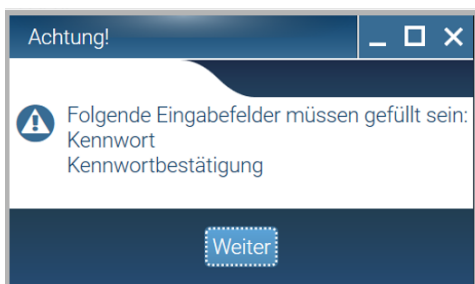 Achtung!
Folgende Eingabefelder müssen gefüllt sein:
Kennwort
Kennwortbestätigung
Weiter